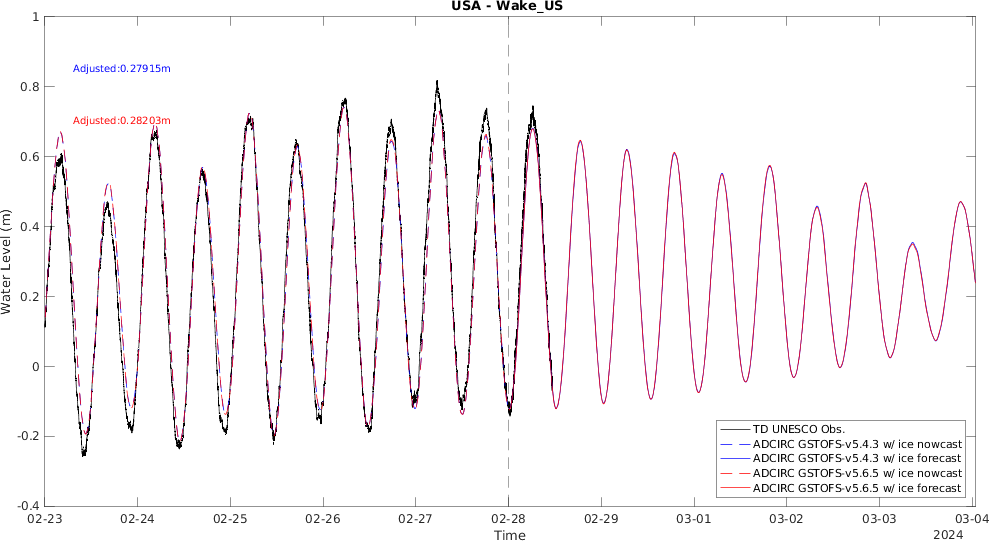 USA - Wake_US
Adjusted:0.27915m
Adjusted:0.28203m
Water Level (m)
1
0.8
0.6
0.4
0.2
0
-0.2
-0.4
TD UNESCO Obs.
ADCIRC GSTOFS-v5.4.3 w/ ice nowcast
ADCIRC GSTOFS-v5.4.3 w/ ice forecast
ADCIRC GSTOFS-v5.6.5 w/ ice nowcast
ADCIRC GSTOFS-v5.6.5 w/ ice forecast
02-23 02-24 02-25 02-26 02-27 02-28 02-29 03-01 03-02 03-03 03-04
Time
2024